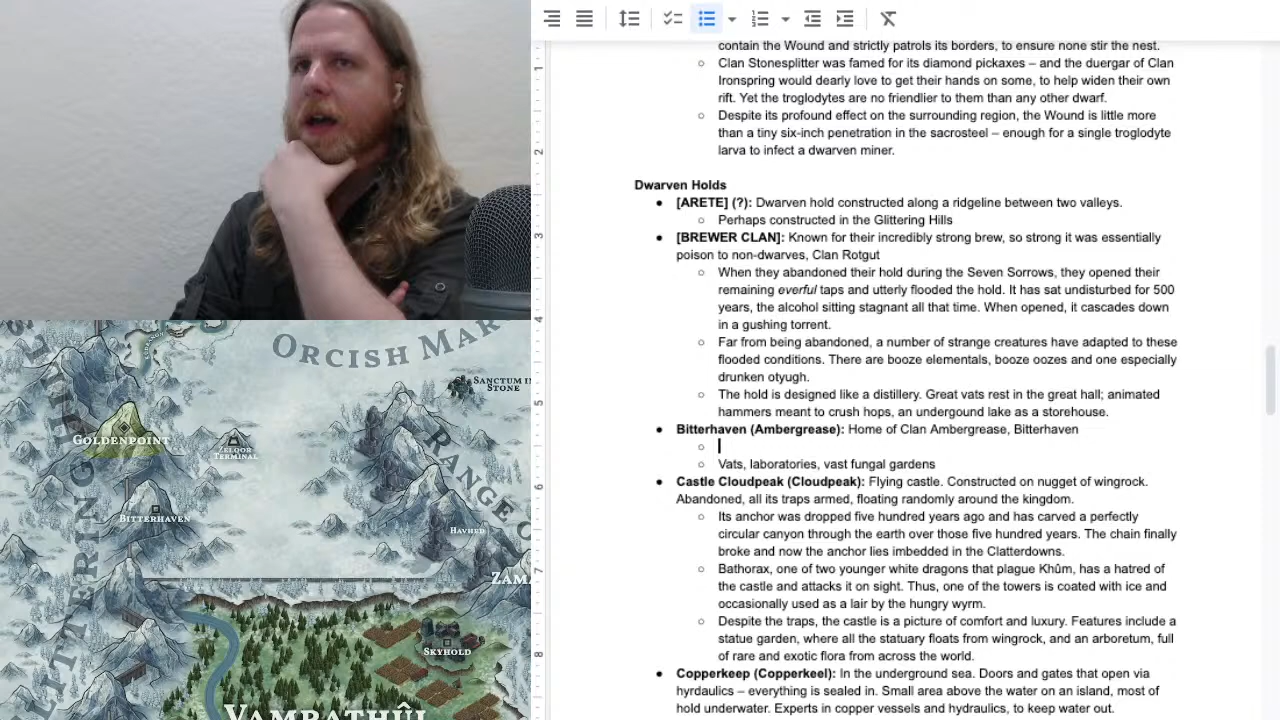 contain the Wound and strictly patrols its borders, to ensure none stir the nest.
○ Clan Stonesplitter was famed for its diamond pickaxes – and the duergar of Clan
Ironspring would dearly love to get their hands on some, to help widen their own
rift. Yet the troglodytes are no friendlier to them than any other dwarf.
○ Despite its profound effect on the surrounding region, the Wound is little more
than a tiny six-inch penetration in the sacrosteel – enough for a single troglodyte
larva to infect a dwarven miner.
Dwarven Holds
● [ARETE] (?): Dwarven hold constructed along a ridgeline between two valleys.
○ Perhaps constructed in the Glittering Hills
● [BREWER CLAN]: Known for their incredibly strong brew, so strong it was essentially
poison to non-dwarves, Clan Rotgut
○ When they abandoned their hold during the Seven Sorrows, they opened their
remaining everful taps and utterly flooded the hold. It has sat undisturbed for 500
years, the alcohol sitting stagnant all that time. When opened, it cascades down
in a gushing torrent.
○ Far from being abandoned, a number of strange creatures have adapted to these
flooded conditions. There are booze elementals, booze oozes and one especially
drunken otyugh.
○ The hold is designed like a distillery. Great vats rest in the great hall; animated
hammers meant to crush hops, an undergound lake as a storehouse.
● Bitterhaven (Ambergrease): Home of Clan Ambergrease, Bitterhaven
○
○ Vats, laboratories, vast fungal gardens
● Castle Cloudpeak (Cloudpeak): Flying castle. Constructed on nugget of wingrock.
Abandoned, all its traps armed, floating randomly around the kingdom.
○ Its anchor was dropped five hundred years ago and has carved a perfectly
circular canyon through the earth over those five hundred years. The chain finally
broke and now the anchor lies imbedded in the Clatterdowns.
○ Bathorax, one of two younger white dragons that plague Khûm, has a hatred of
the castle and attacks it on sight. Thus, one of the towers is coated with ice and
occasionally used as a lair by the hungry wyrm.
○ Despite the traps, the castle is a picture of comfort and luxury. Features include a
statue garden, where all the statuary floats from wingrock, and an arboretum, full
of rare and exotic flora from across the world.
● Copperkeep (Copperkeel): In the underground sea. Doors and gates that open via
hyrdaulics – everything is sealed in. Small area above the water on an island, most of
hold underwater. Experts in copper vessels and hydraulics, to keep water out.
1
2
3
4
5
6
7
8
ORCISH MAR
SANCTUM IN
STONE
GOLDENPOINT
ZELOOR
TERMINAL
RANGE O
BITTERHAVEN
HAVHED
ZAMA
SKYHOLD
VAMRATHÛL